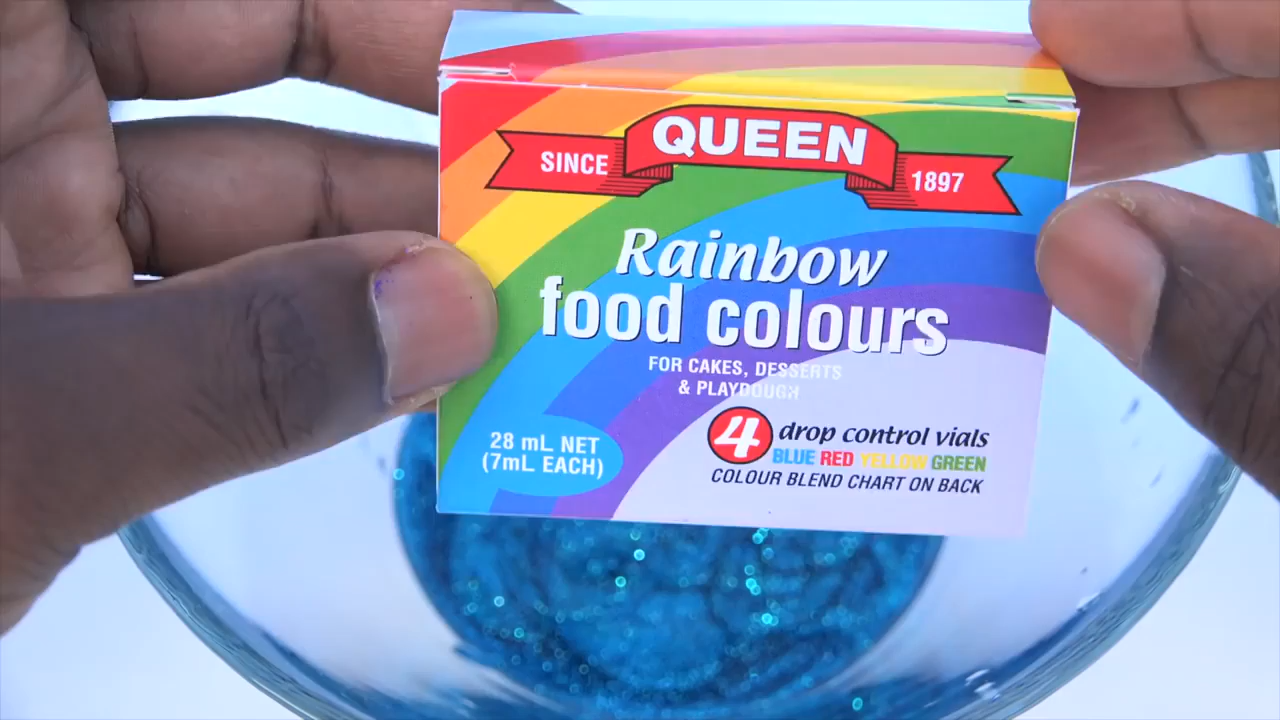 QUEEN
SINCE 1897
Rainbow
food colours
FOR CAKES, DESSERTS
& PLAYDOUGH
28 mL NET
(7mL EACH)
4 drop control vials
BLUE RED YELLOW GREEN
COLOUR BLEND CHART ON BACK